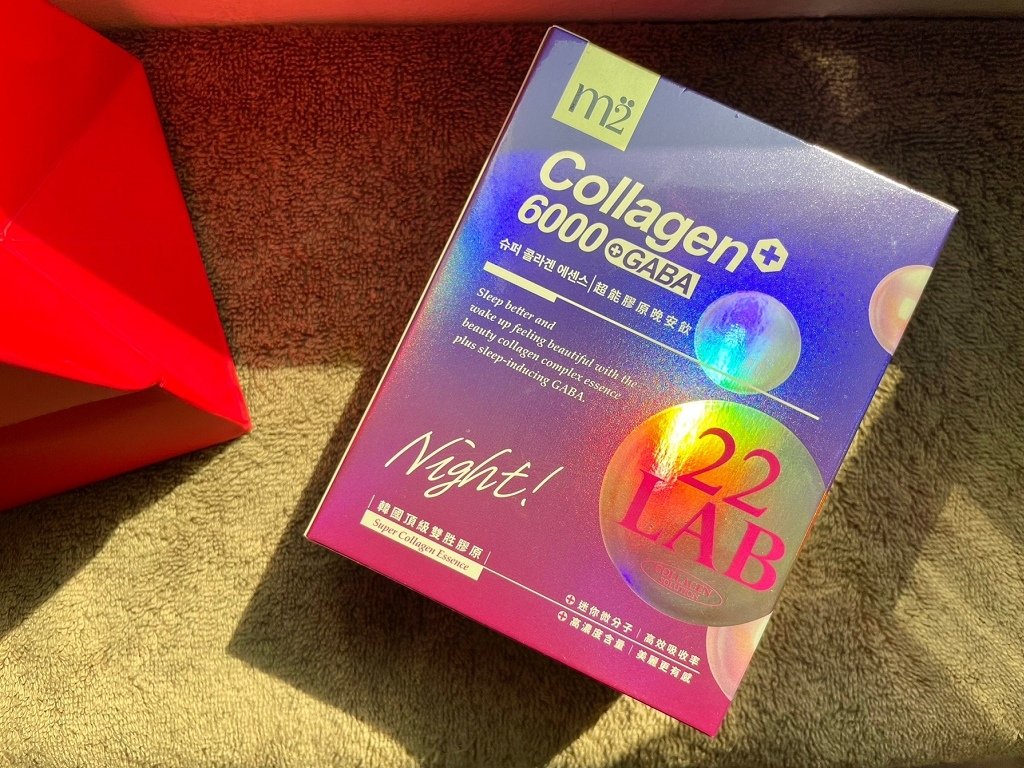 m2
Collagen+
6000 +GABA
슈퍼 콜라겐 에센스 | 超能膠原晚安飲
Sleep better and
wake up feeling beautiful with the
beauty collagen complex essence
plus sleep-inducing GABA.
Night!
22
LAB
COLLAGEN
SOLUTION
韓國頂級雙胜膠原
Super Collagen Essence
迷你微分子 | 高效吸收率
高濃度含量 | 美麗更有感